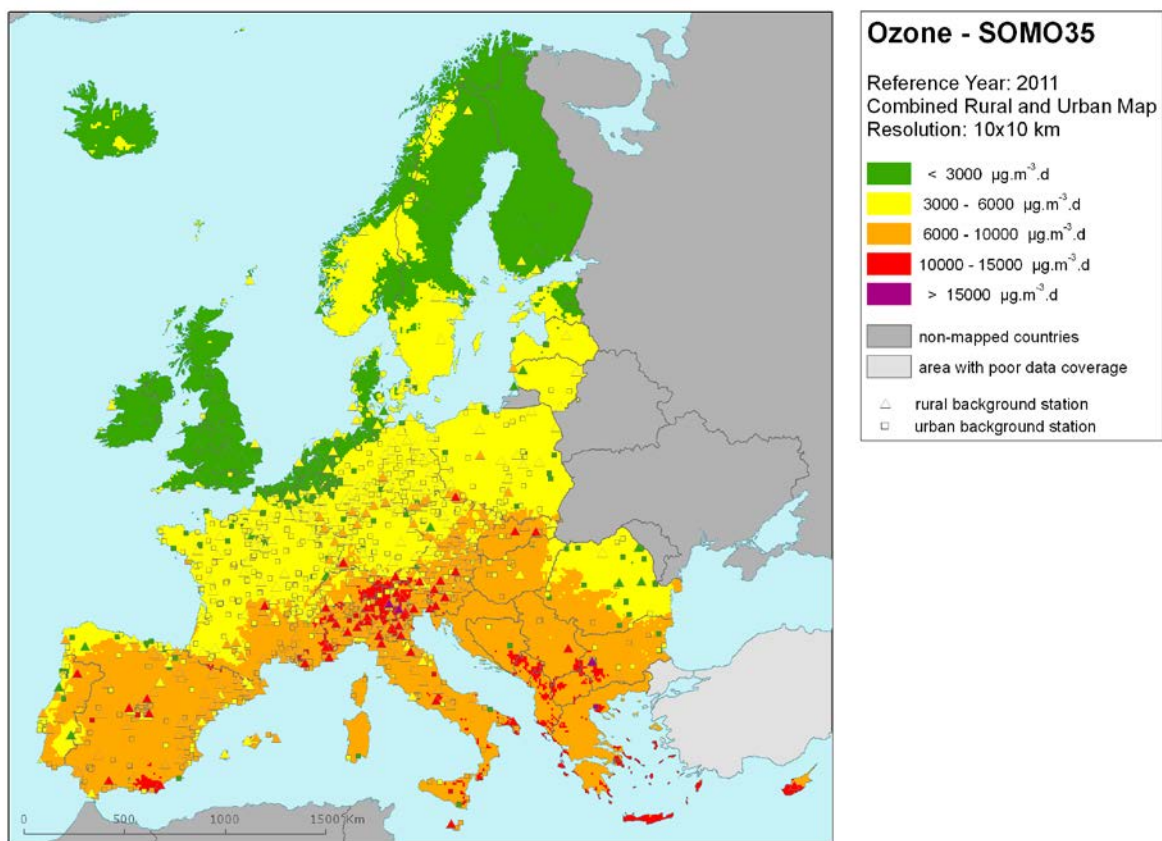 Ozone - SOMO35
Reference Year: 2011
Combined Rural and Urban Map
Resolution: 10x10 km
< 3000 µg.m⁻³.d
3000 - 6000 µg.m⁻³.d
6000 - 10000 µg.m⁻³.d
10000 - 15000 µg.m⁻³.d
> 15000 µg.m⁻³.d
non-mapped countries
area with poor data coverage
rural background station
urban background station
0 500 1000 1500 Km